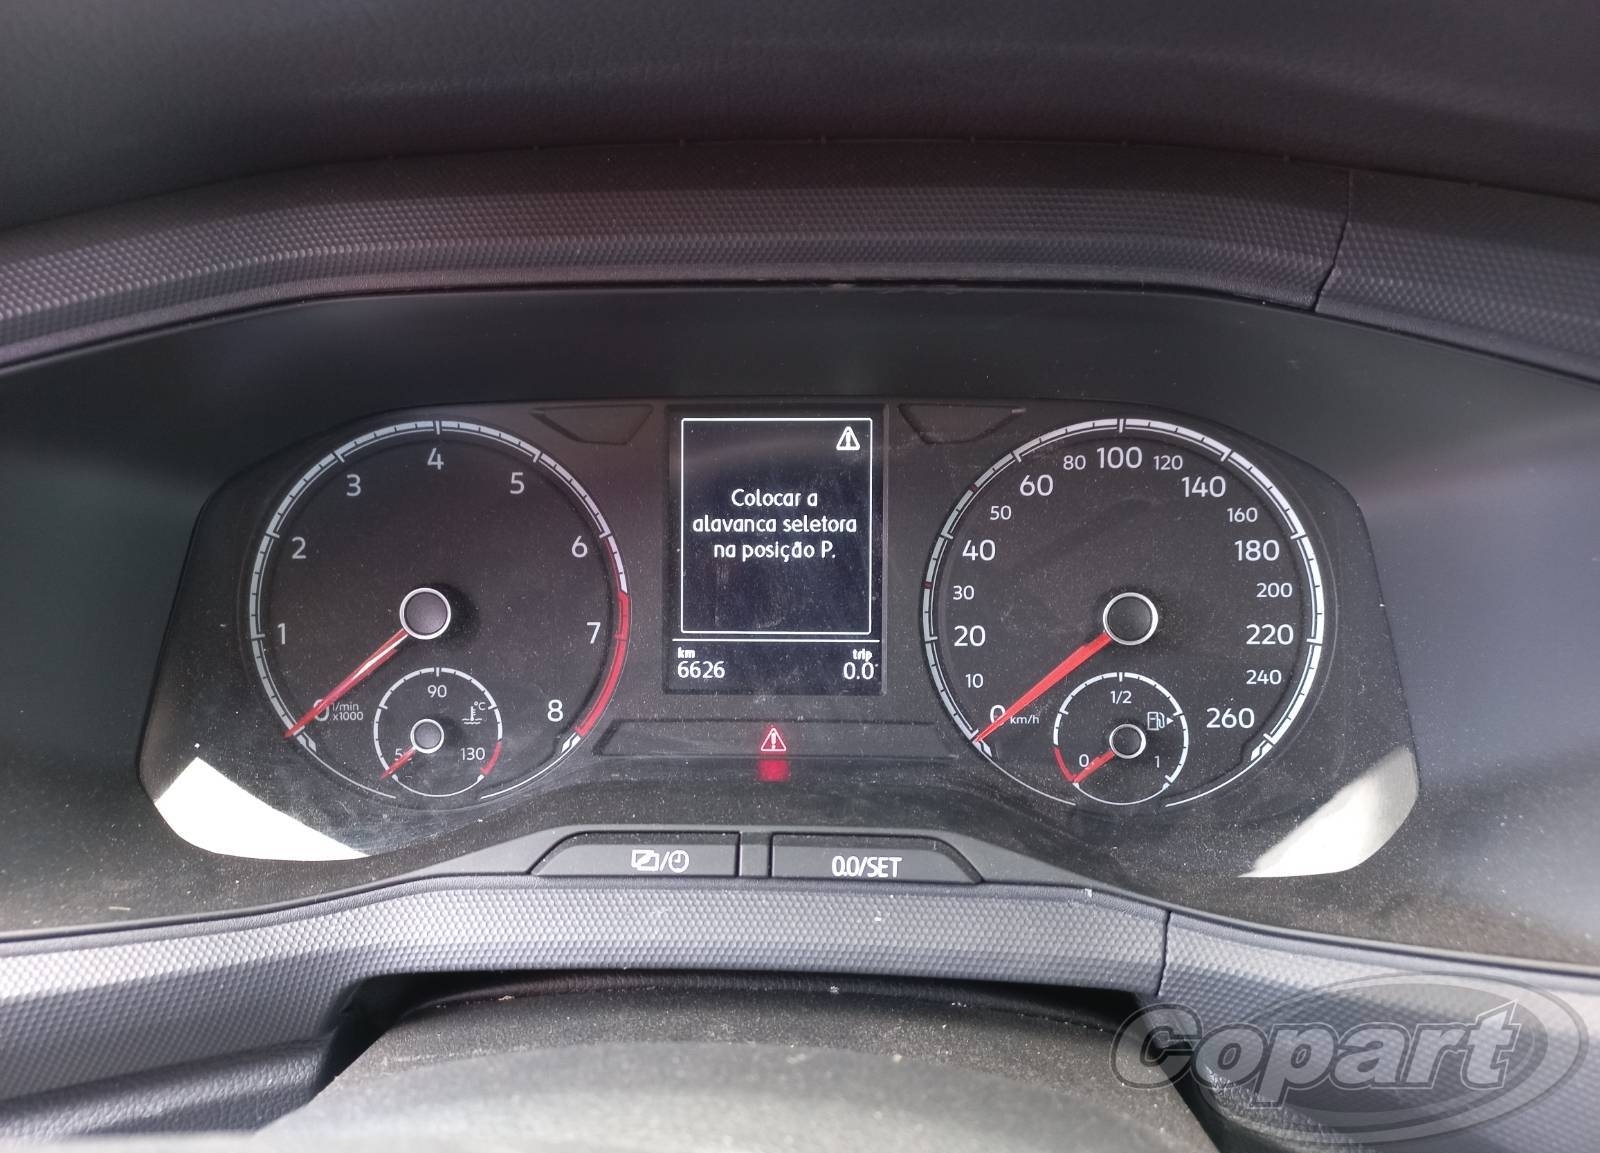 Colocar a
alavanca seletora
na posição P.
km trip
6626 0.0
0 1 2 3 4 5 6 7 8
1/min
x1000
90
°C
5 130
0 10 20 30 40 50 60 80 100 120 140 160 180 200 220 240 260
km/h
1/2
0 1
0.0/SET
Copart